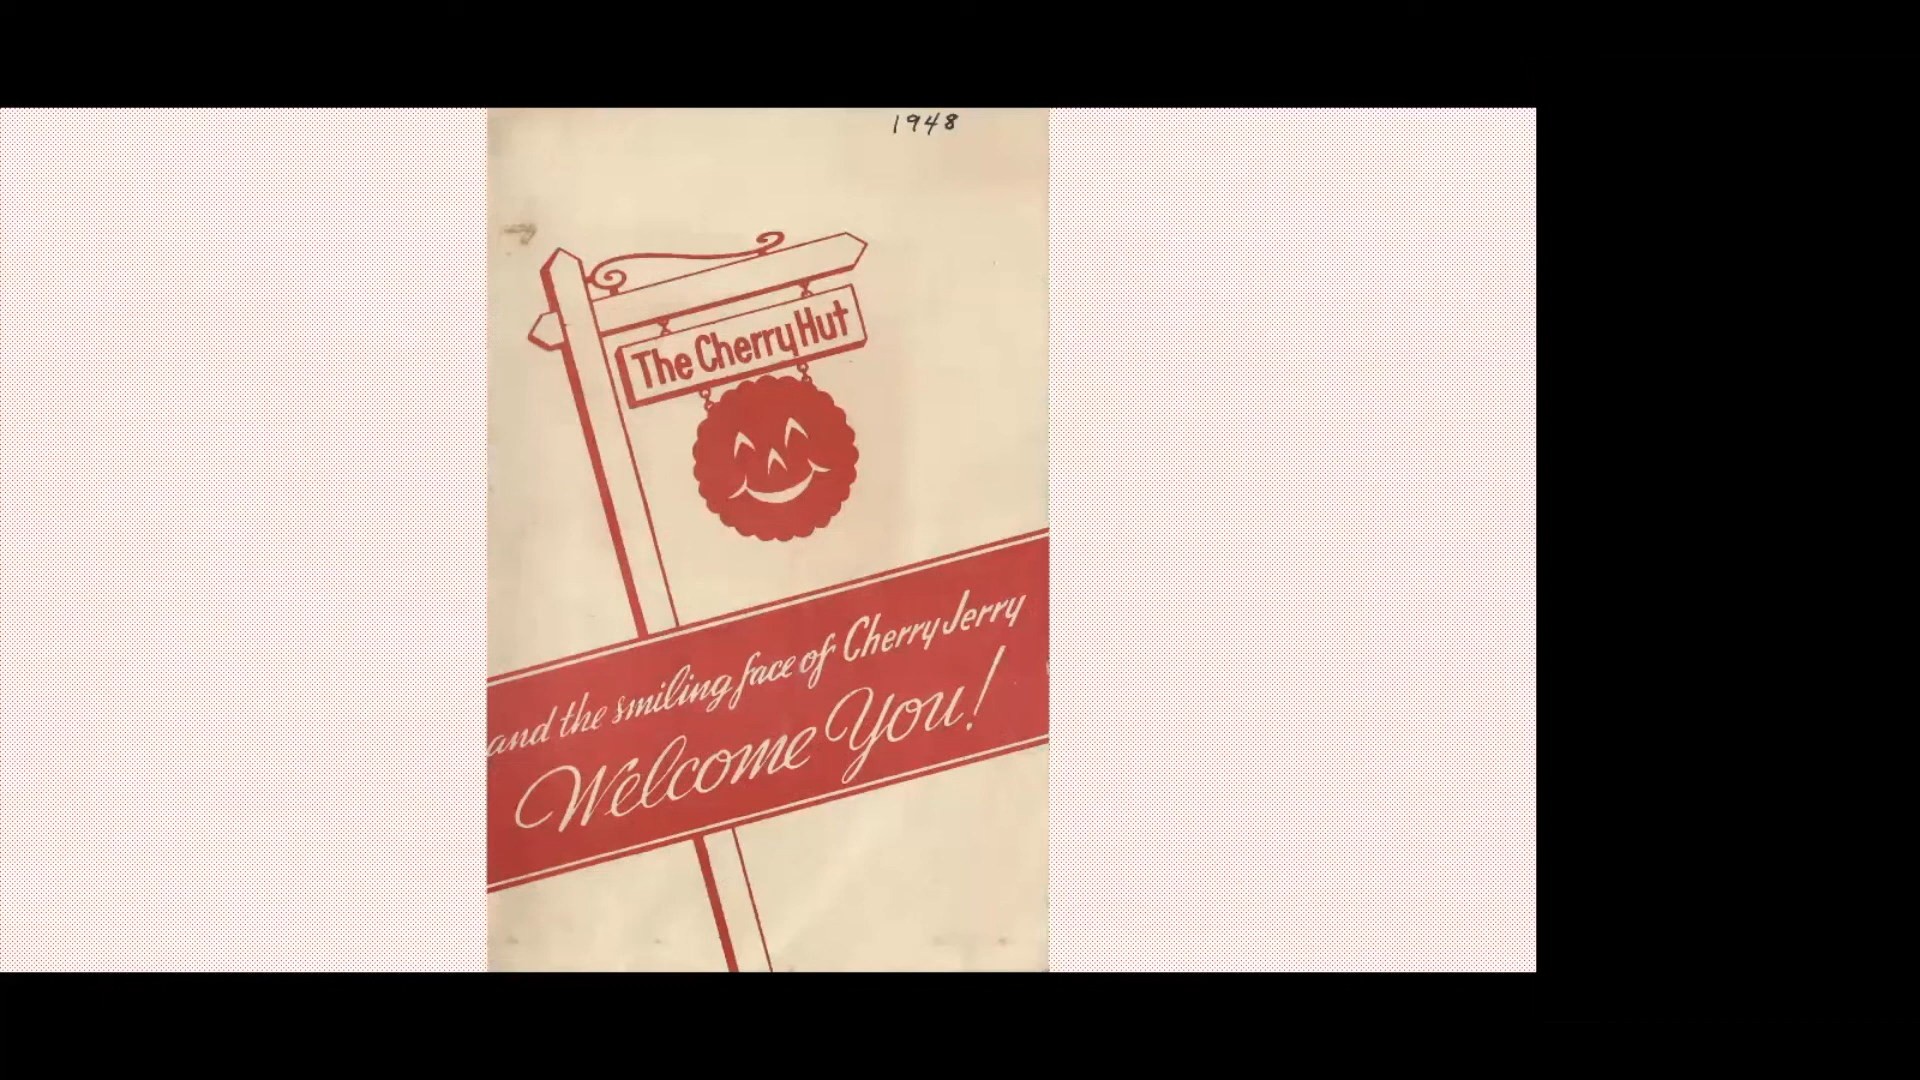 1948
The Cherry Hut
and the smiling face of Cherry Jerry
Welcome You!